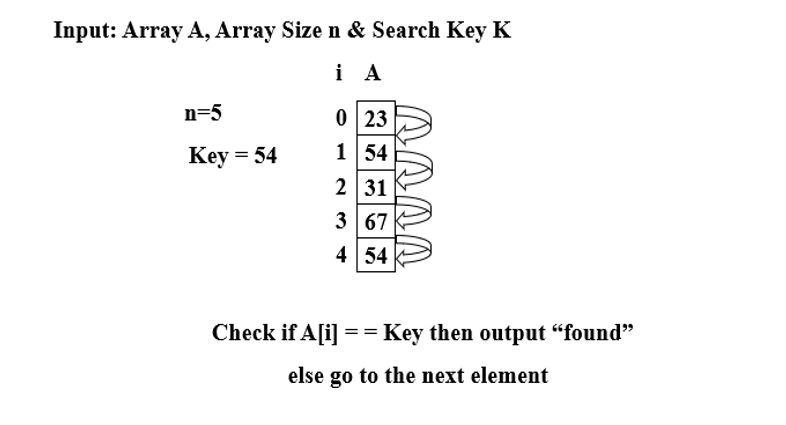 Input: Array A, Array Size n & Search Key K
i A
n=5
0 23
Key = 54
1 54
2 31
3 67
4 54
Check if A[i] = = Key then output “found”
else go to the next element